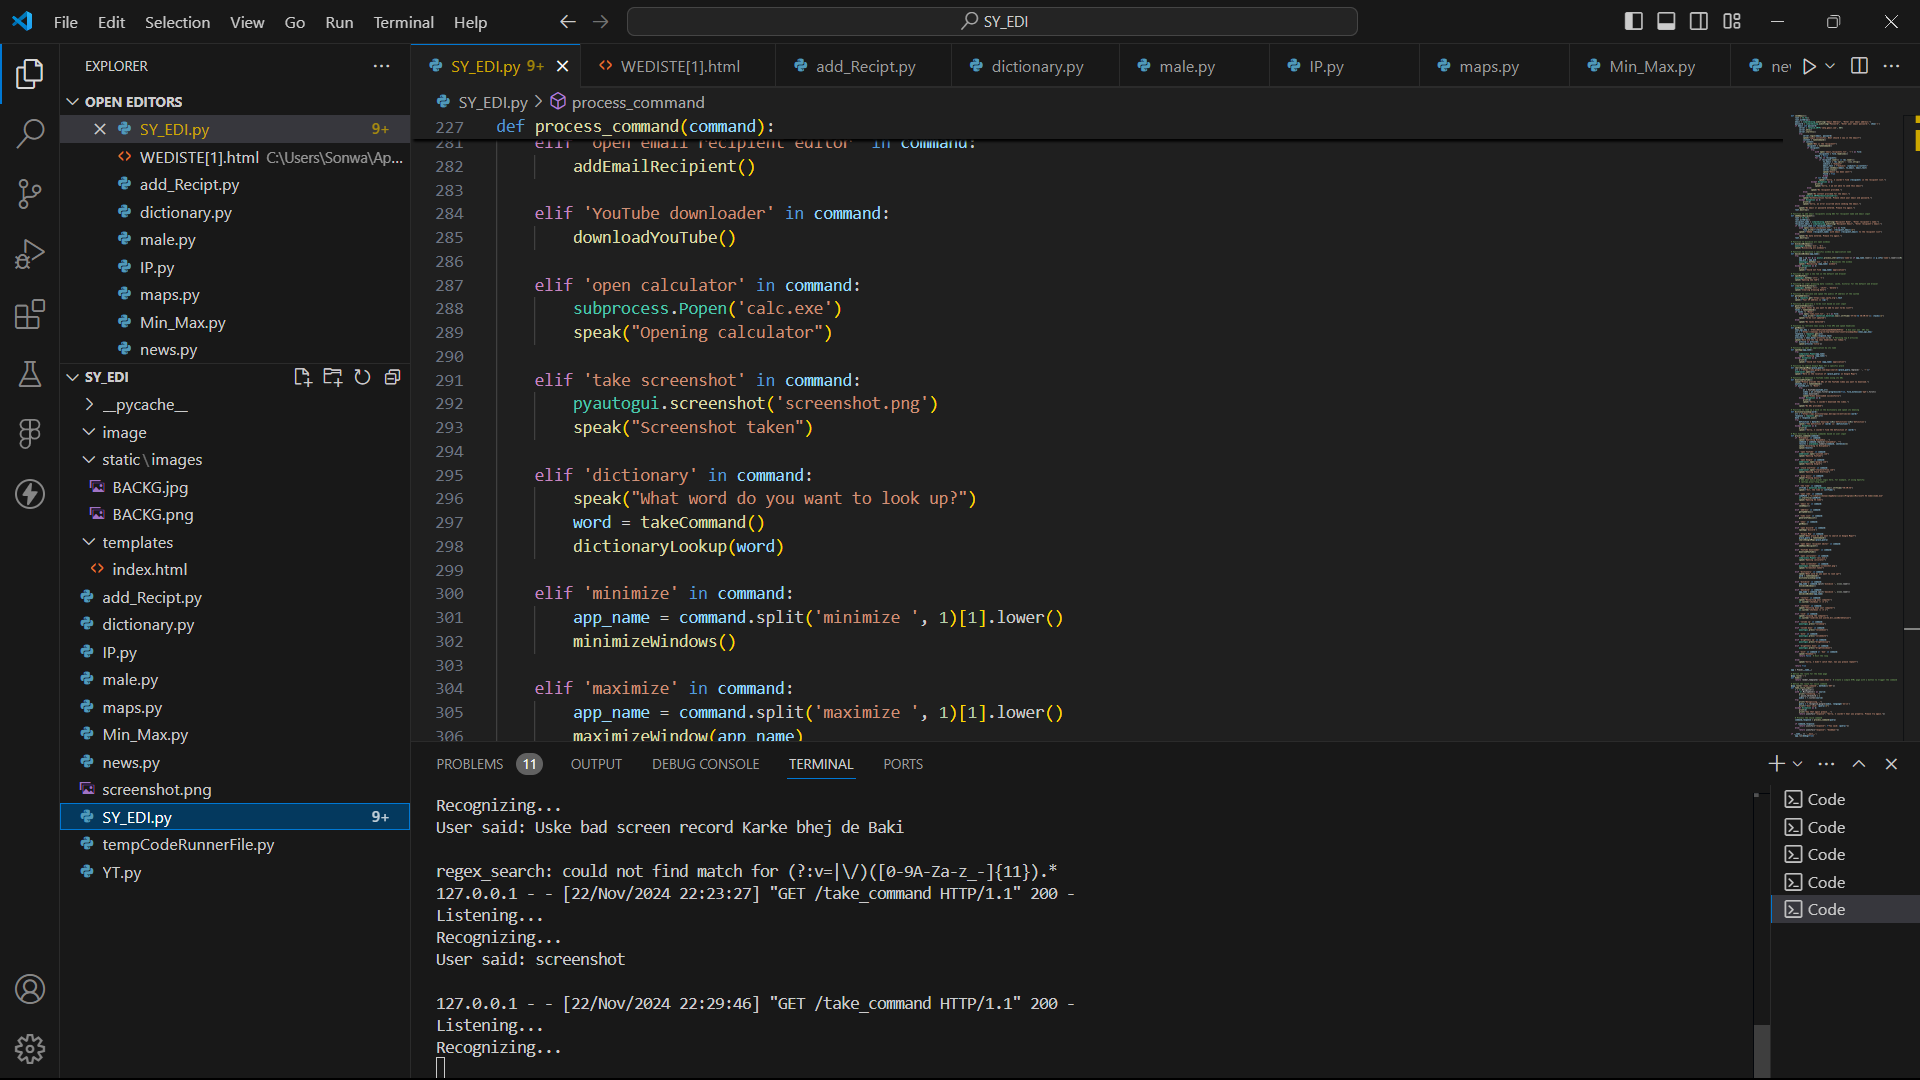 File Edit Selection View Go Run Terminal Help
SY_EDI
EXPLORER
OPEN EDITORS
SY_EDI.py 9+
WEDISTE[1].html C:\Users\Sonwa\Ap...
add_Recipt.py
dictionary.py
male.py
IP.py
maps.py
Min_Max.py
news.py
SY_EDI
__pycache__
image
static\images
BACKG.jpg
BACKG.png
templates
index.html
add_Recipt.py
dictionary.py
IP.py
male.py
maps.py
Min_Max.py
news.py
screenshot.png
SY_EDI.py 9+
tempCodeRunnerFile.py
YT.py
SY_EDI.py 9+ WEDISTE[1].html add_Recipt.py dictionary.py male.py IP.py maps.py Min_Max.py
SY_EDI.py > process_command
227 def process_command(command):
281 elif 'open email recipient editor' in command:
282 addEmailRecipient()
283
284 elif 'YouTube downloader' in command:
285 downloadYouTube()
286
287 elif 'open calculator' in command:
288 subprocess.Popen('calc.exe')
289 speak("Opening calculator")
290
291 elif 'take screenshot' in command:
292 pyautogui.screenshot('screenshot.png')
293 speak("Screenshot taken")
294
295 elif 'dictionary' in command:
296 speak("What word do you want to look up?")
297 word = takeCommand()
298 dictionaryLookup(word)
299
300 elif 'minimize' in command:
301 app_name = command.split('minimize ', 1)[1].lower()
302 minimizeWindows()
303
304 elif 'maximize' in command:
305 app_name = command.split('maximize ', 1)[1].lower()
306 maximizeWindow(app_name)
PROBLEMS 11 OUTPUT DEBUG CONSOLE TERMINAL PORTS
Recognizing...
User said: Uske bad screen record Karke bhej de Baki
regex_search: could not find match for (?:v=|\/)([0-9A-Za-z_-]{11}).*
127.0.0.1 - - [22/Nov/2024 22:23:27] "GET /take_command HTTP/1.1" 200 -
Listening...
Recognizing...
User said: screenshot
127.0.0.1 - - [22/Nov/2024 22:29:46] "GET /take_command HTTP/1.1" 200 -
Listening...
Recognizing...
Code
Code
Code
Code
Code